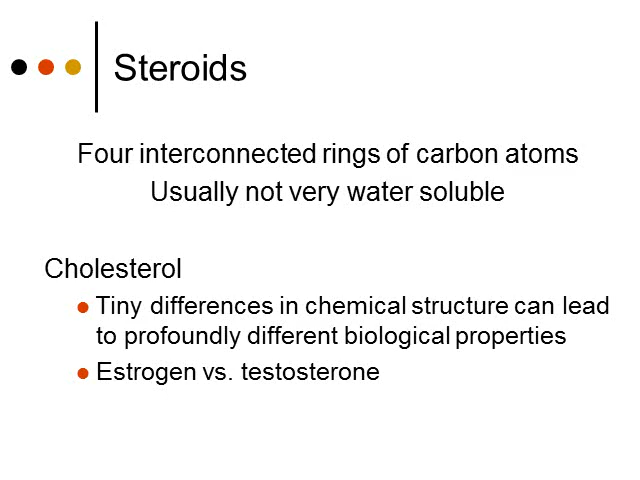 Steroids
Four interconnected rings of carbon atoms
Usually not very water soluble
Cholesterol
Tiny differences in chemical structure can lead
to profoundly different biological properties
Estrogen vs. testosterone